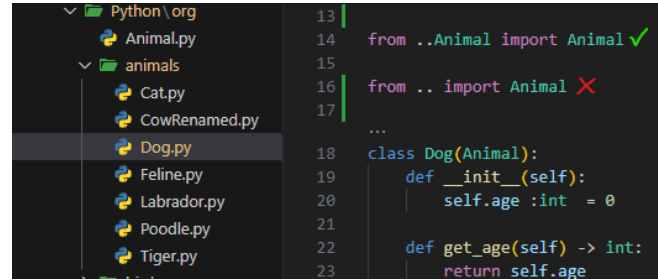 Python\org
Animal.py
animals
Cat.py
CowRenamed.py
Dog.py
Feline.py
Labrador.py
Poodle.py
Tiger.py
13
14 from ..Animal import Animal
15
16 from .. import Animal
17
...
18 class Dog(Animal):
19 def __init__(self):
20 self.age :int = 0
21
22 def get_age(self) -> int:
23 return self.age